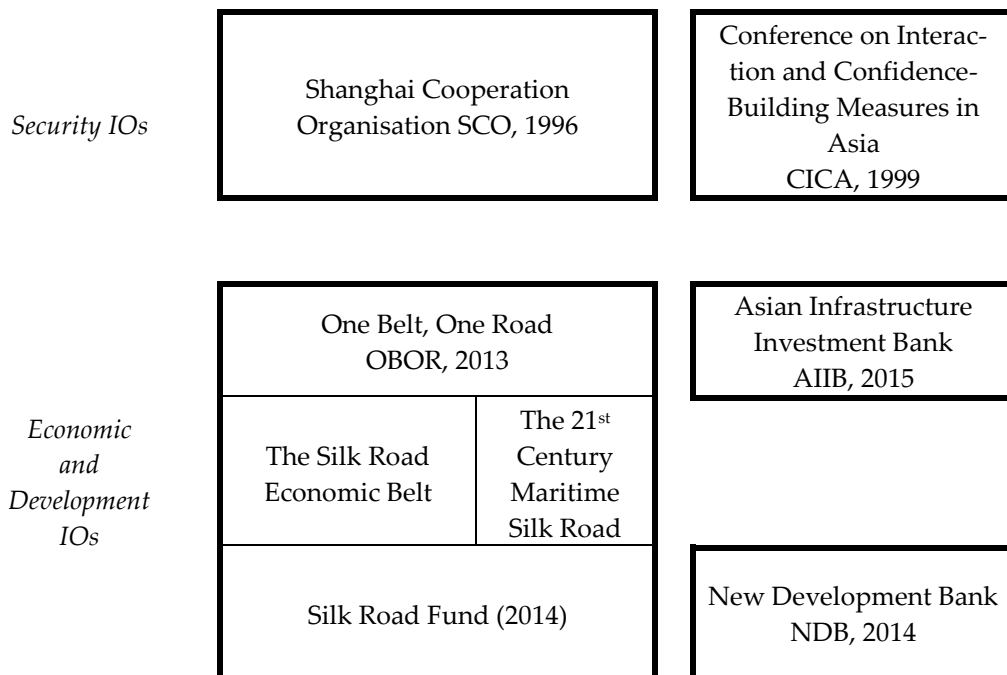 Security IOs
Shanghai Cooperation
Organisation SCO, 1996
Conference on Interac-
tion and Confidence-
Building Measures in
Asia
CICA, 1999
Economic
and
Development
IOs
One Belt, One Road
OBOR, 2013
The Silk Road
Economic Belt
The 21st
Century
Maritime
Silk Road
Silk Road Fund (2014)
Asian Infrastructure
Investment Bank
AIIB, 2015
New Development Bank
NDB, 2014